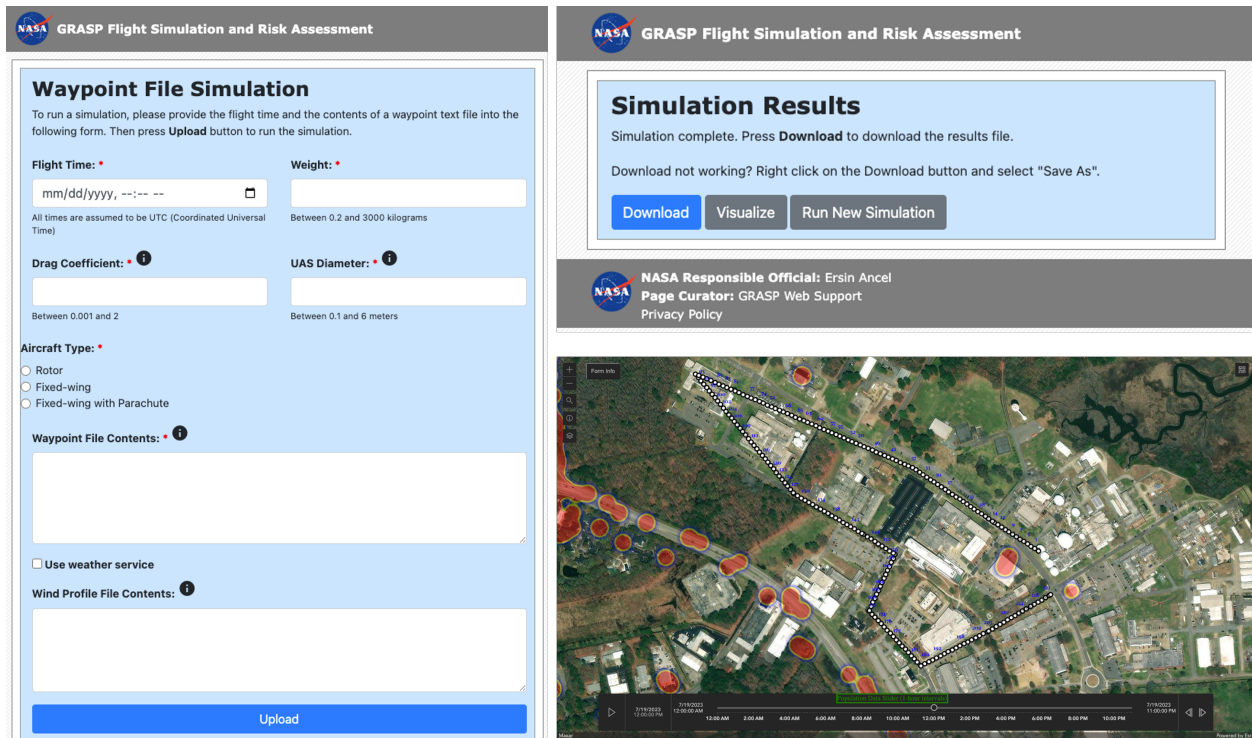 NASA
GRASP Flight Simulation and Risk Assessment
Waypoint File Simulation
To run a simulation, please provide the flight time and the contents of a waypoint text file into the
following form. Then press Upload button to run the simulation.
Flight Time: *
Weight: *
mm/dd/yyyy, --:-- --
All times are assumed to be UTC (Coordinated Universal
Time)
Between 0.2 and 3000 kilograms
Drag Coefficient: *
UAS Diameter: *
Between 0.001 and 2
Between 0.1 and 6 meters
Aircraft Type: *
Rotor
Fixed-wing
Fixed-wing with Parachute
Waypoint File Contents: *
Use weather service
Wind Profile File Contents:
Upload
NASA
GRASP Flight Simulation and Risk Assessment
Simulation Results
Simulation complete. Press Download to download the results file.
Download not working? Right click on the Download button and select "Save As".
Download
Visualize
Run New Simulation
NASA
NASA Responsible Official: Ersin Ancel
Page Curator: GRASP Web Support
Privacy Policy
Form Info
Population Data Slider (1-hour intervals)
7/19/2023
12:00:00 PM
7/19/2023
12:00:00 AM
12:00 AM 2:00 AM 4:00 AM 6:00 AM 8:00 AM 10:00 AM 12:00 PM 2:00 PM 4:00 PM 6:00 PM 8:00 PM 10:00 PM
7/19/2023
11:00:00 PM
Maxar
Powered by Es